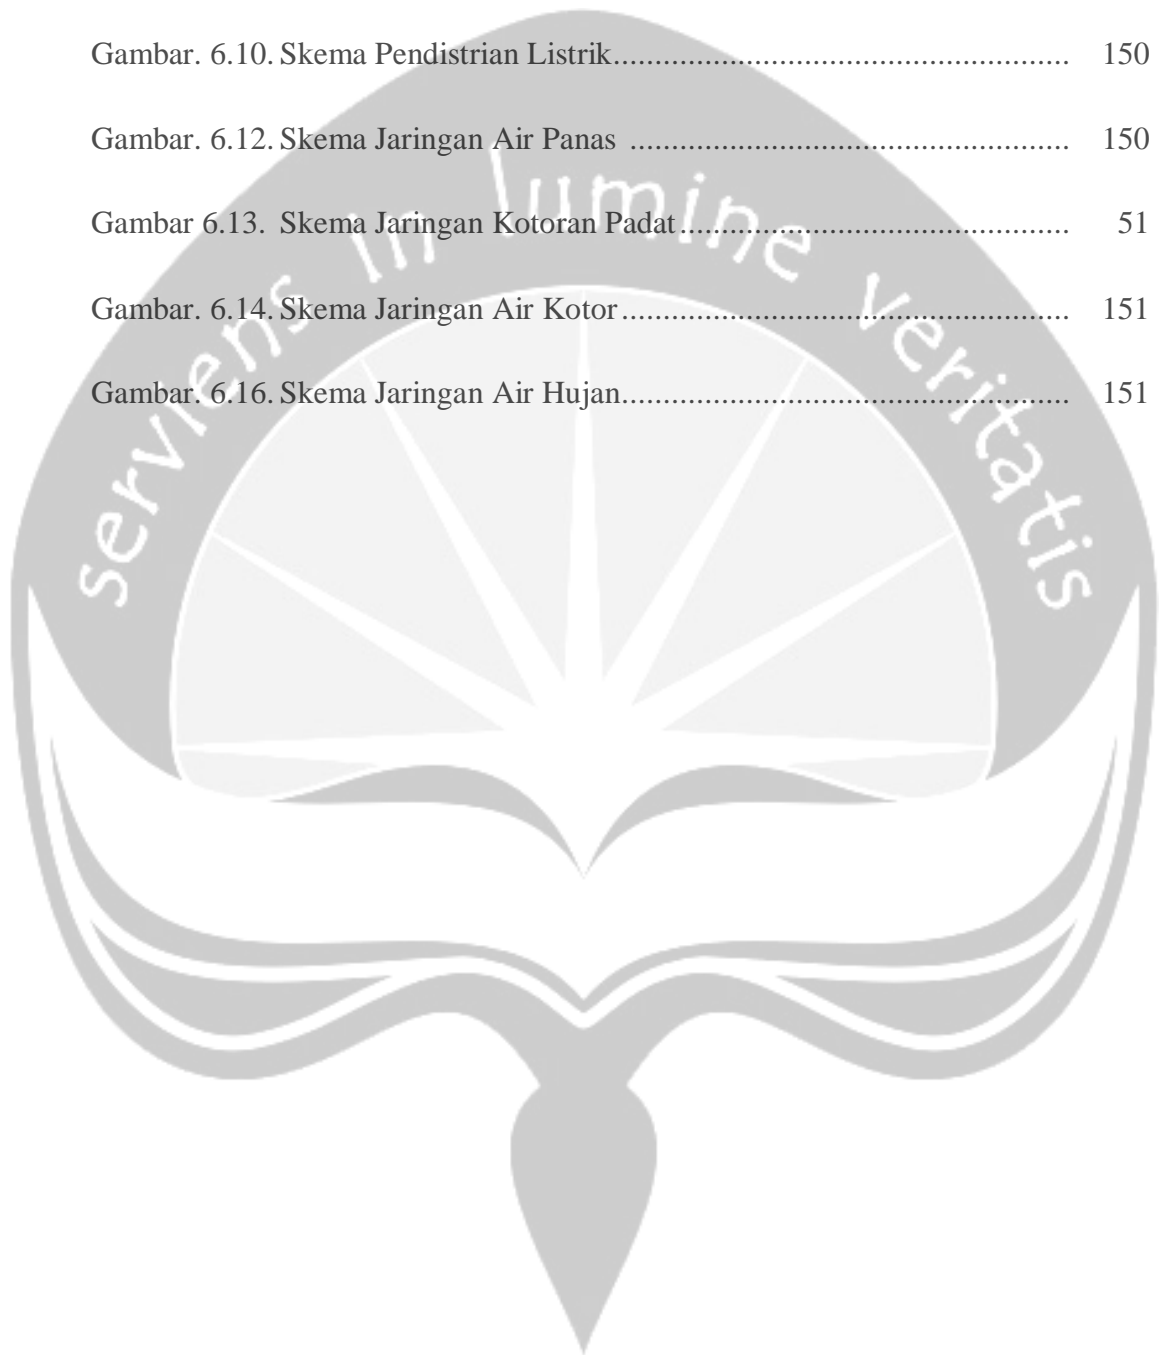 Gambar. 6.10. Skema Pendistrian Listrik........................................................ 150
Gambar. 6.12. Skema Jaringan Air Panas ...................................................... 150
Gambar 6.13. Skema Jaringan Kotoran Padat................................................ 51
Gambar. 6.14. Skema Jaringan Air Kotor....................................................... 151
Gambar. 6.16. Skema Jaringan Air Hujan....................................................... 151
serviens in lumine veritatis